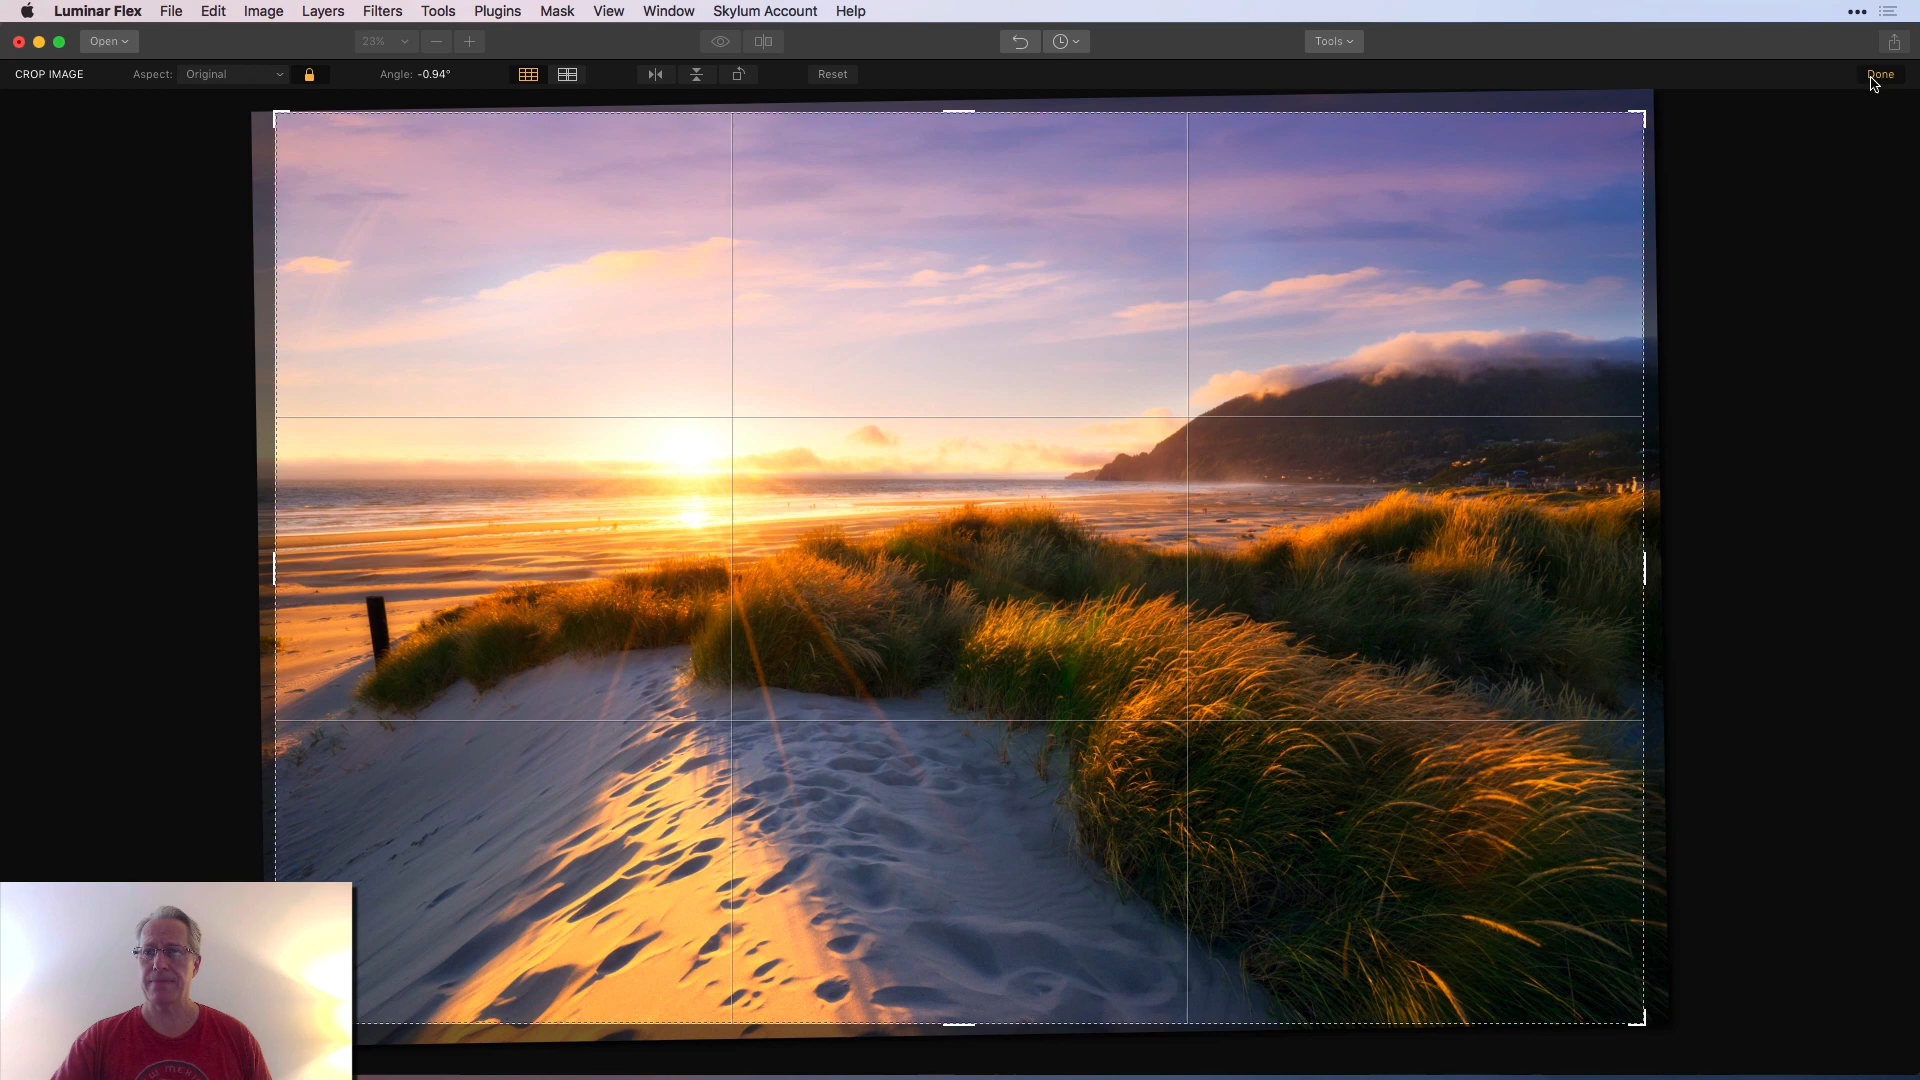 Luminar Flex File Edit Image Layers Filters Tools Plugins Mask View Window Skylum Account Help
Open 23% Tools
CROP IMAGE Aspect: Original Angle: -0.94° Reset Done